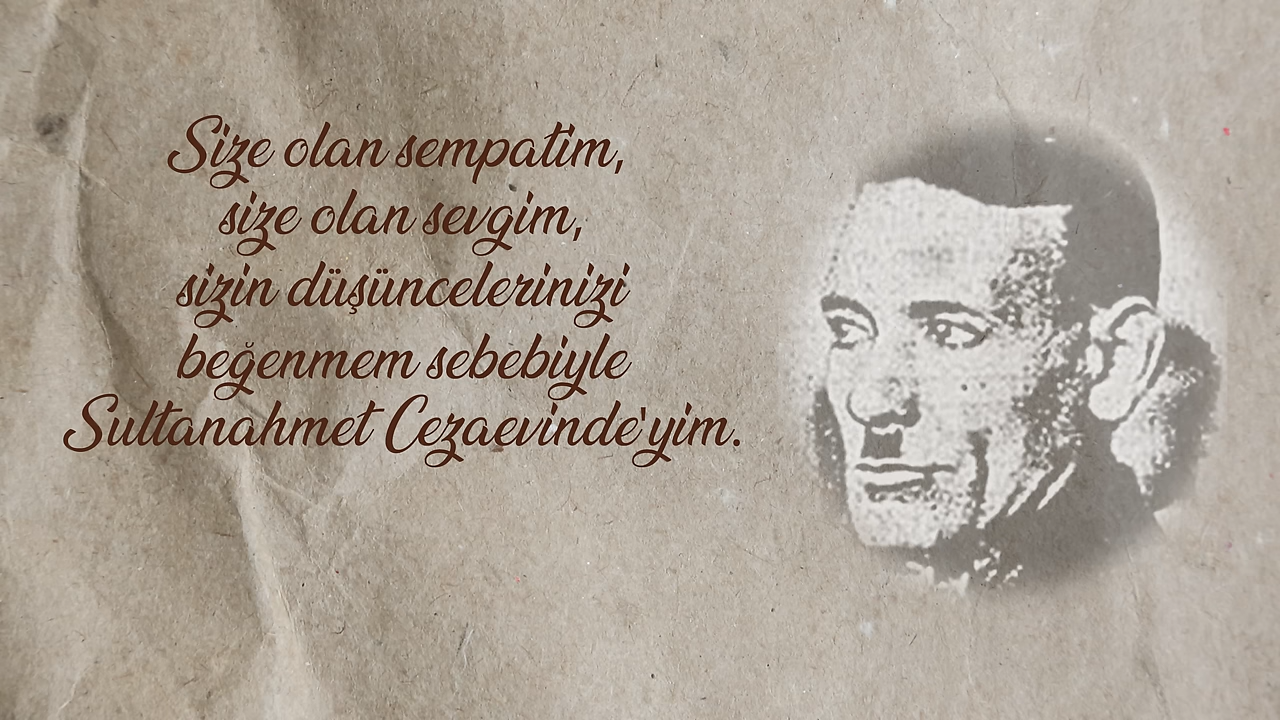 Size olan sempatim,
size olan sevgim,
sizin düşüncelerinizi
beğenmem sebebiyle
Sultanahmet Cezaevinde'yim.